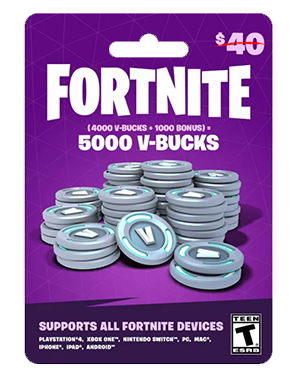 $40
FORTNITE
(4000 V-BUCKS + 1000 BONUS) =
5000 V-BUCKS
SUPPORTS ALL FORTNITE DEVICES
PLAYSTATION®4, XBOX ONE™, NINTENDO SWITCH™, PC, MAC®,
IPHONE®, IPAD®, ANDROID™
TEEN
T
ESRB